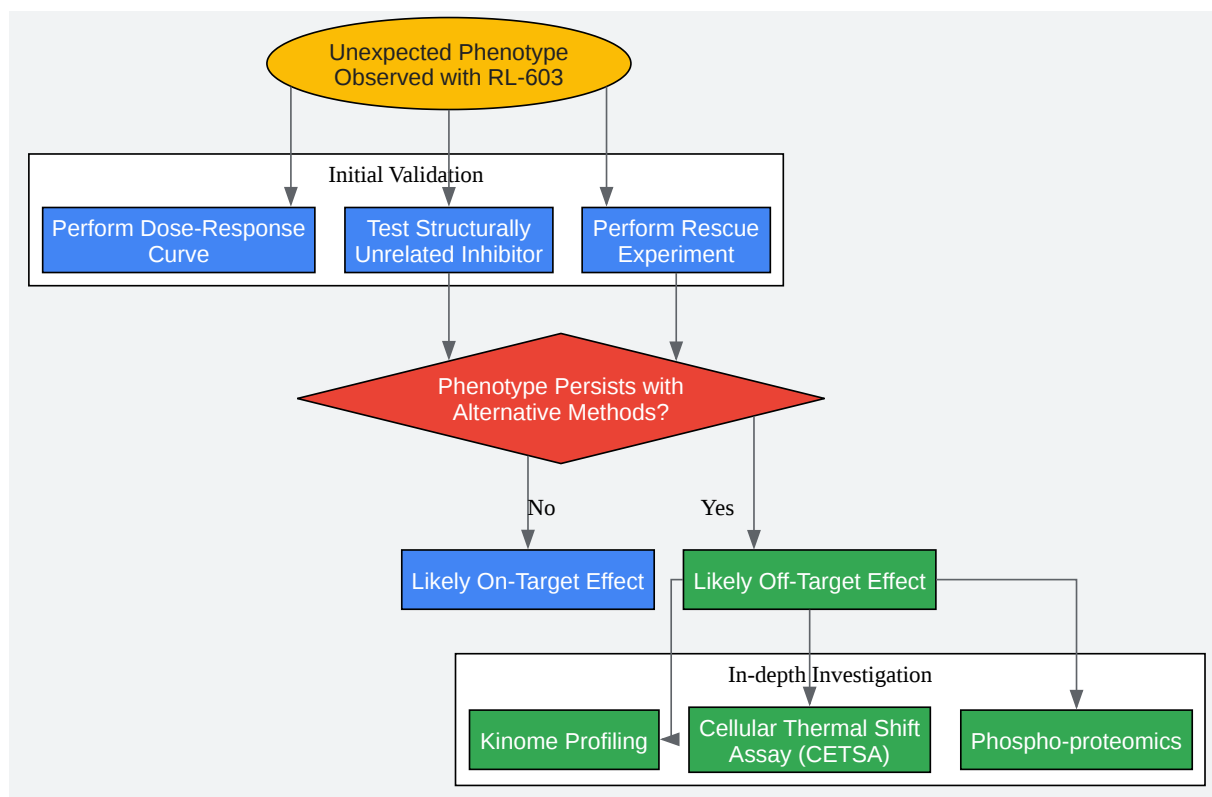 Unexpected Phenotype
Observed with RL-603
Initial Validation
Perform Dose-Response
Curve
Test Structurally
Unrelated Inhibitor
Perform Rescue
Experiment
Phenotype Persists with
Alternative Methods?
No
Yes
Likely On-Target Effect
Likely Off-Target Effect
In-depth Investigation
Kinome Profiling
Cellular Thermal Shift
Assay (CETSA)
Phospho-proteomics